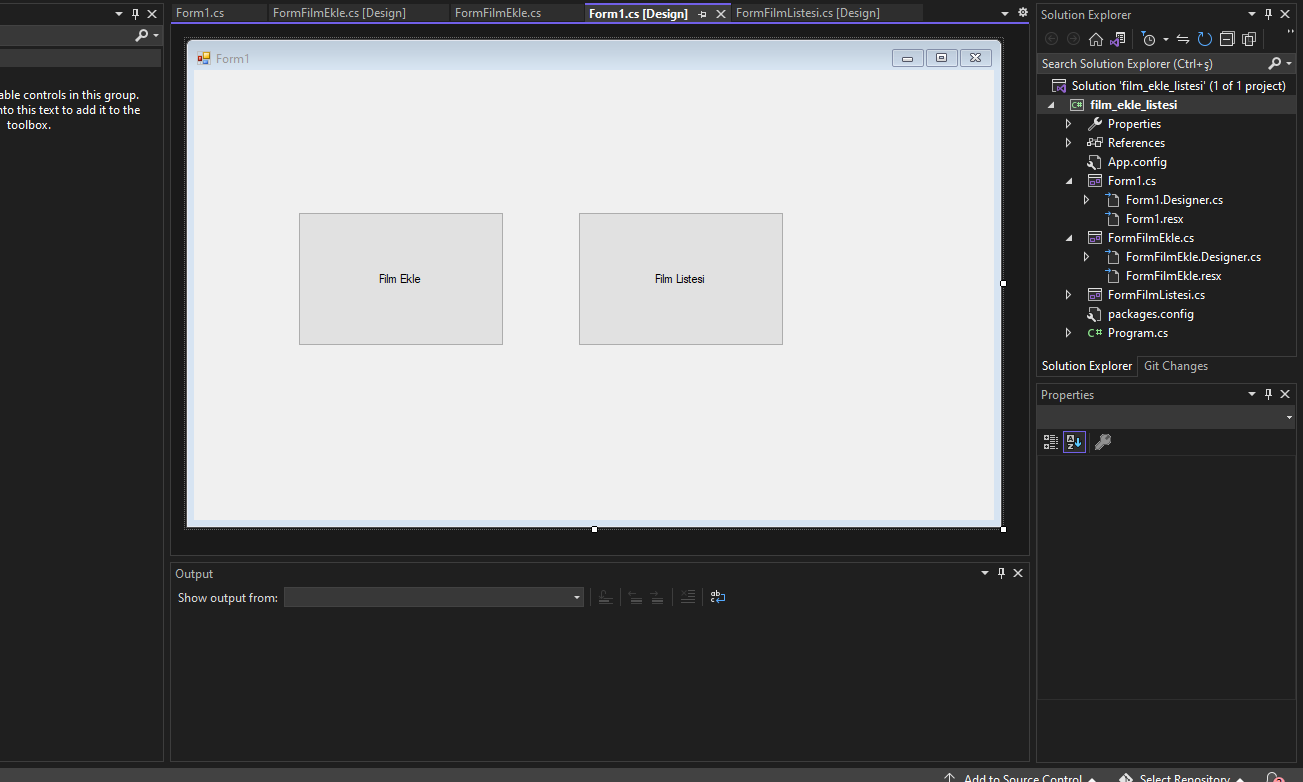 Form1.cs
FormFilmEkle.cs [Design]
FormFilmEkle.cs
Form1.cs [Design]
FormFilmListesi.cs [Design]
able controls in this group.
nto this text to add it to the
toolbox.
Form1
Film Ekle
Film Listesi
Output
Show output from:
Solution Explorer
Search Solution Explorer (Ctrl+ş)
Solution 'film_ekle_listesi' (1 of 1 project)
C# film_ekle_listesi
Properties
References
App.config
Form1.cs
Form1.Designer.cs
Form1.resx
FormFilmEkle.cs
FormFilmEkle.Designer.cs
FormFilmEkle.resx
FormFilmListesi.cs
packages.config
C# Program.cs
Solution Explorer
Git Changes
Properties
Add to Source Control
Select Repository